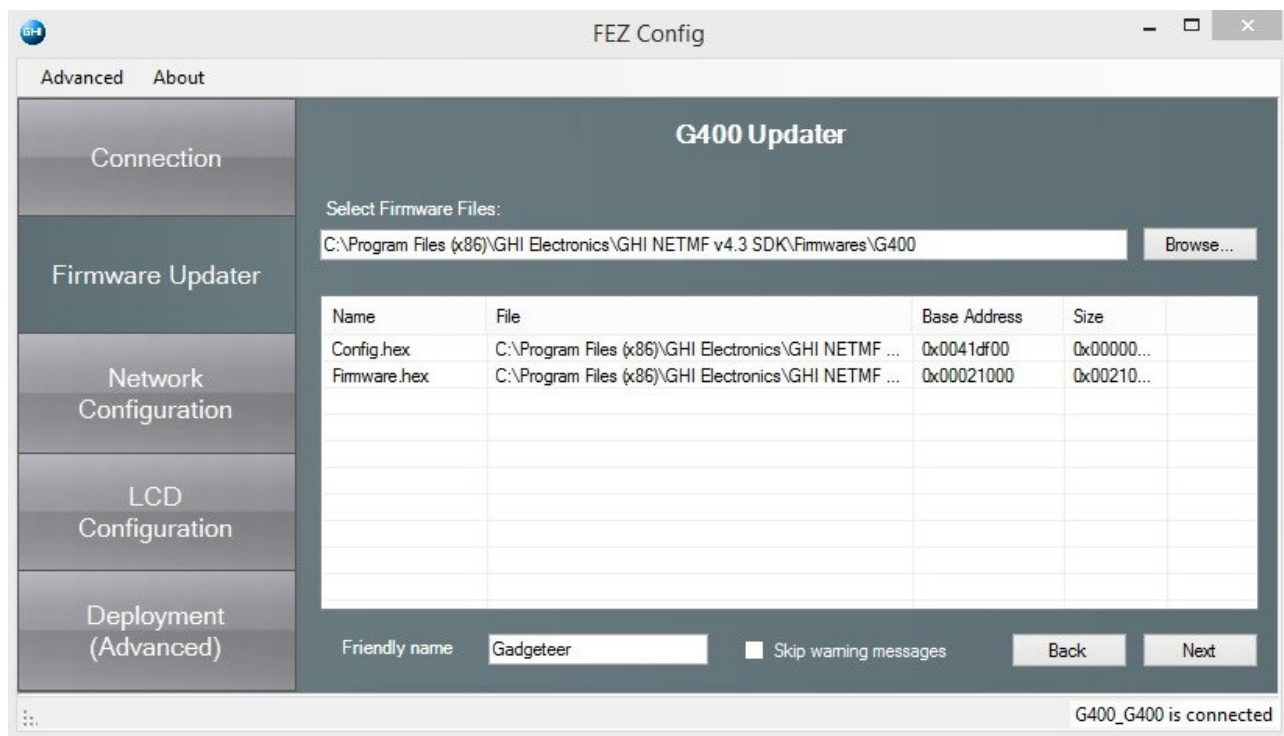 GHI
FEZ Config
Advanced About
Connection
Firmware Updater
Network
Configuration
LCD
Configuration
Deployment
(Advanced)
G400 Updater
Select Firmware Files:
C:\Program Files (x86)\GHI Electronics\GHI NETMF v4.3 SDK\Firmwares\G400 Browse...
Name File Base Address Size
Config.hex C:\Program Files (x86)\GHI Electronics\GHI NETMF ... 0x0041df00 0x00000...
Firmware.hex C:\Program Files (x86)\GHI Electronics\GHI NETMF ... 0x00021000 0x00210...
Friendly name Gadgeteer Skip warning messages Back Next
G400_G400 is connected